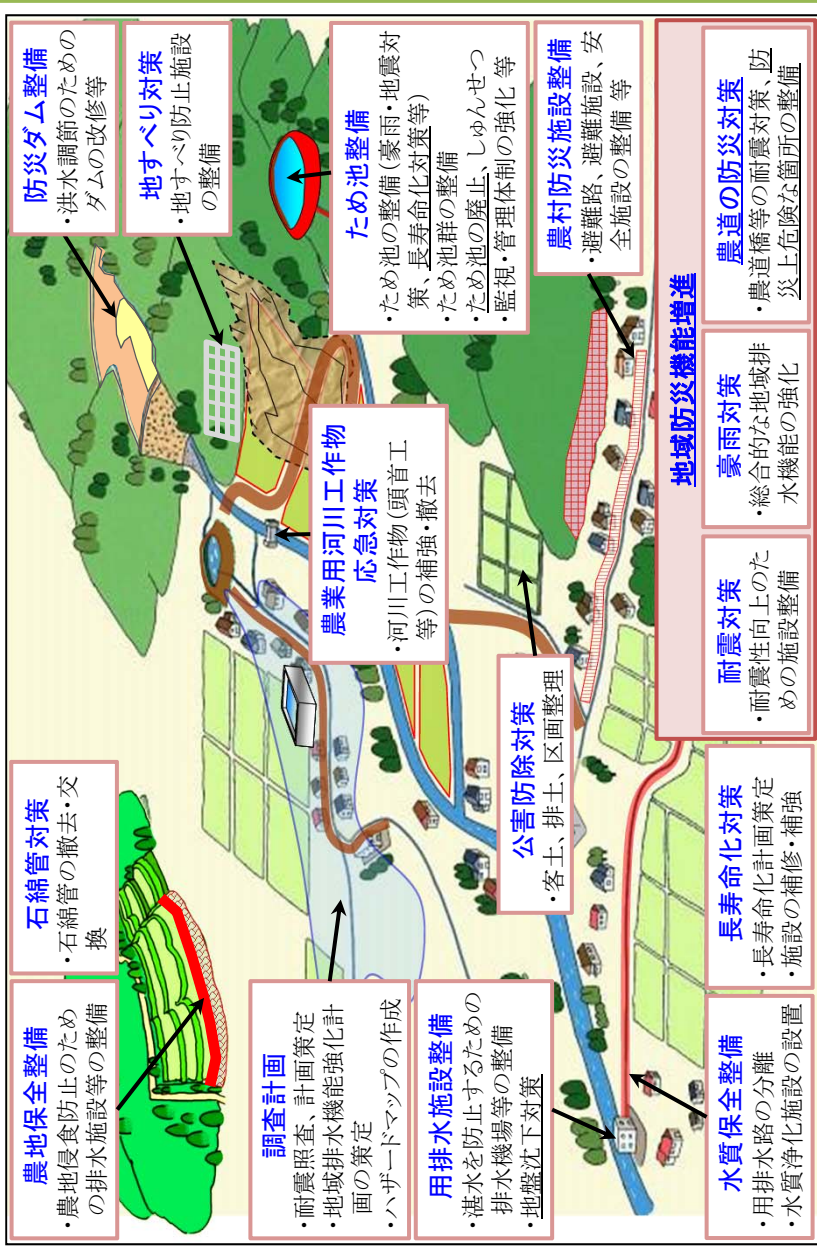 農地保全整備
・農地侵食防止のため
の排水施設等の整備
石綿管対策
・石綿管の撤去・交
換
防災ダム整備
・洪水調節のための
ダムの改修等
地すべり対策
・地すべり防止施設
の整備
調査計画
・耐震照査、計画策定
・地域排水機能強化計
画の策定
・ハザードマップの作成
農業用河川工作物
応急対策
・河川工作物（頭首工
等）の補強・撤去
ため池整備
・ため池の整備（豪雨・地震対
策、長寿命化対策等）
・ため池群の整備
・ため池の廃止、しゅんせつ
・監視・管理体制の強化 等
用排水施設整備
・湛水を防止するための
排水機場等の整備
・地盤沈下対策
公害防除対策
・客土、排土、区画整理
農村防災施設整備
・避難路、避難施設、安
全施設の整備 等
水質保全整備
・用排水路の分離
・水質浄化施設の設置
長寿命化対策
・長寿命化計画策定
・施設の補修・補強
地域防災機能増進
耐震対策
・耐震性向上のた
めの施設整備
豪雨対策
・総合的な地域排
水機能の強化
農道の防災対策
・農道橋等の耐震対策、防
災上危険な箇所の整備